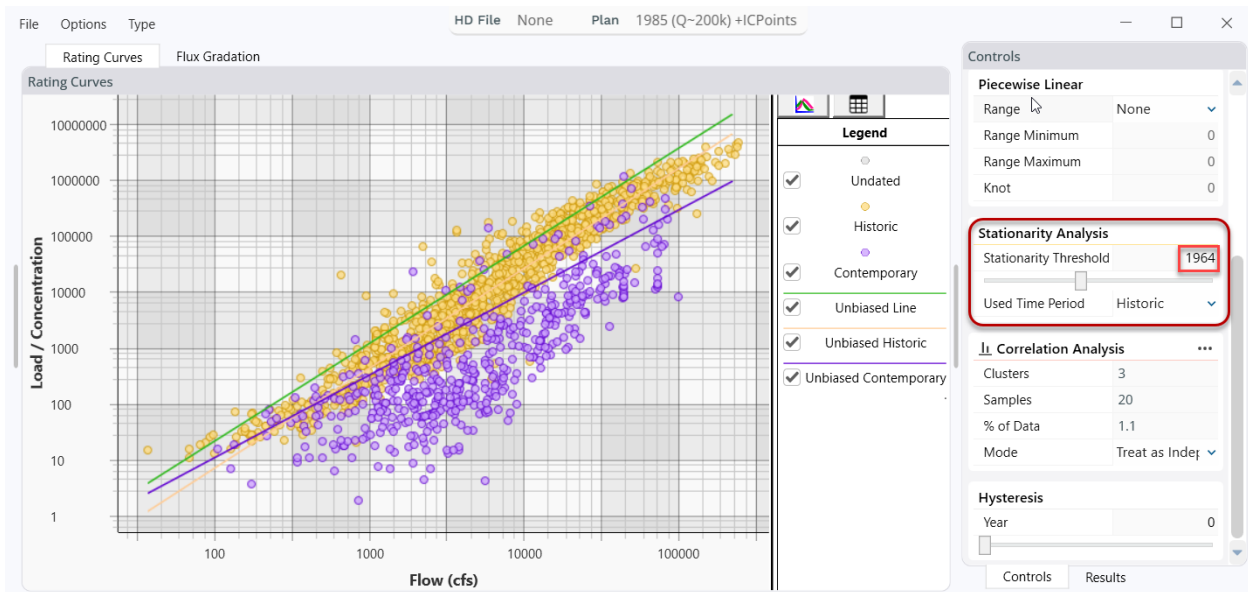 File Options Type
HD File None Plan 1985 (Q~200k) +ICPoints
Rating Curves Flux Gradation
Rating Curves
10000000
1000000
100000
10000
1000
100
10
1
Load / Concentration
100 1000 10000 100000
Flow (cfs)
Legend
Undated
Historic
Contemporary
Unbiased Line
Unbiased Historic
Unbiased Contemporary
Controls
Piecewise Linear
Range None
Range Minimum 0
Range Maximum 0
Knot 0
Stationarity Analysis
Stationarity Threshold 1964
Used Time Period Historic
Correlation Analysis
Clusters 3
Samples 20
% of Data 1.1
Mode Treat as Indep
Hysteresis
Year 0
Controls Results